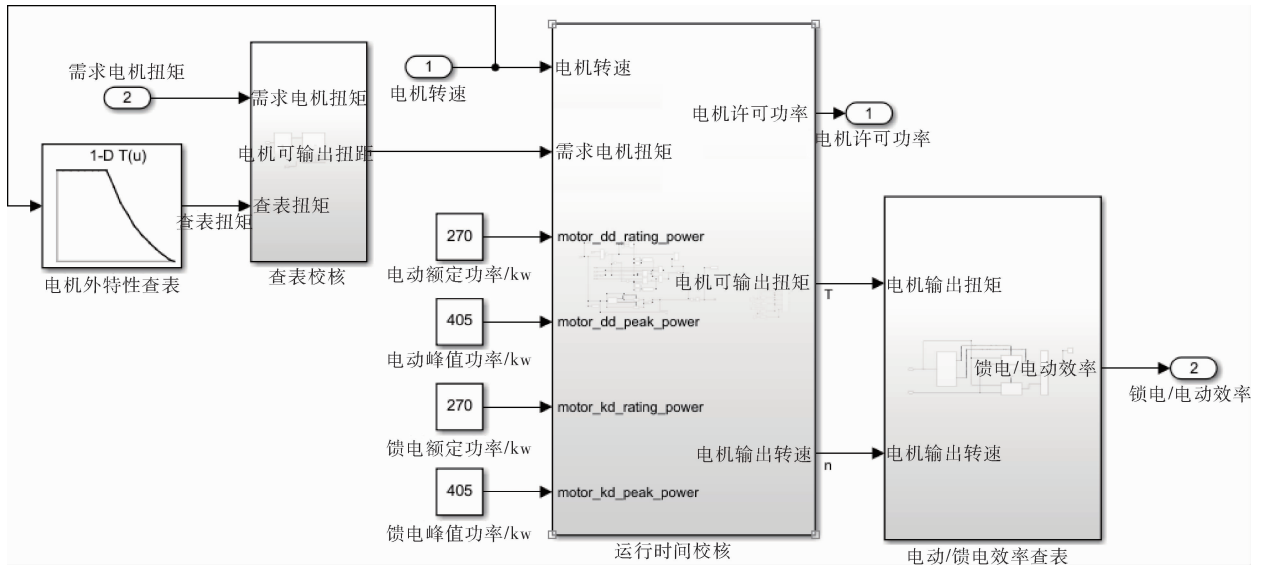 需求电机扭矩
2
1-D T(u)
电机外特性查表
查表扭矩
需求电机扭矩
电机可输出扭距
查表扭矩
查表校核
1
电机转速
270
电动额定功率/kw
405
电动峰值功率/kw
270
馈电额定功率/kw
405
馈电峰值功率/kw
电机转速
需求电机扭矩
motor_dd_rating_power
motor_dd_peak_power
motor_kd_rating_power
motor_kd_peak_power
电机许可功率
电机可输出扭矩
电机输出转速
运行时间校核
1
电机许可功率
T
n
电机输出扭矩
馈电/电动效率
电机输出转速
电动/馈电效率查表
2
锁电/电动效率